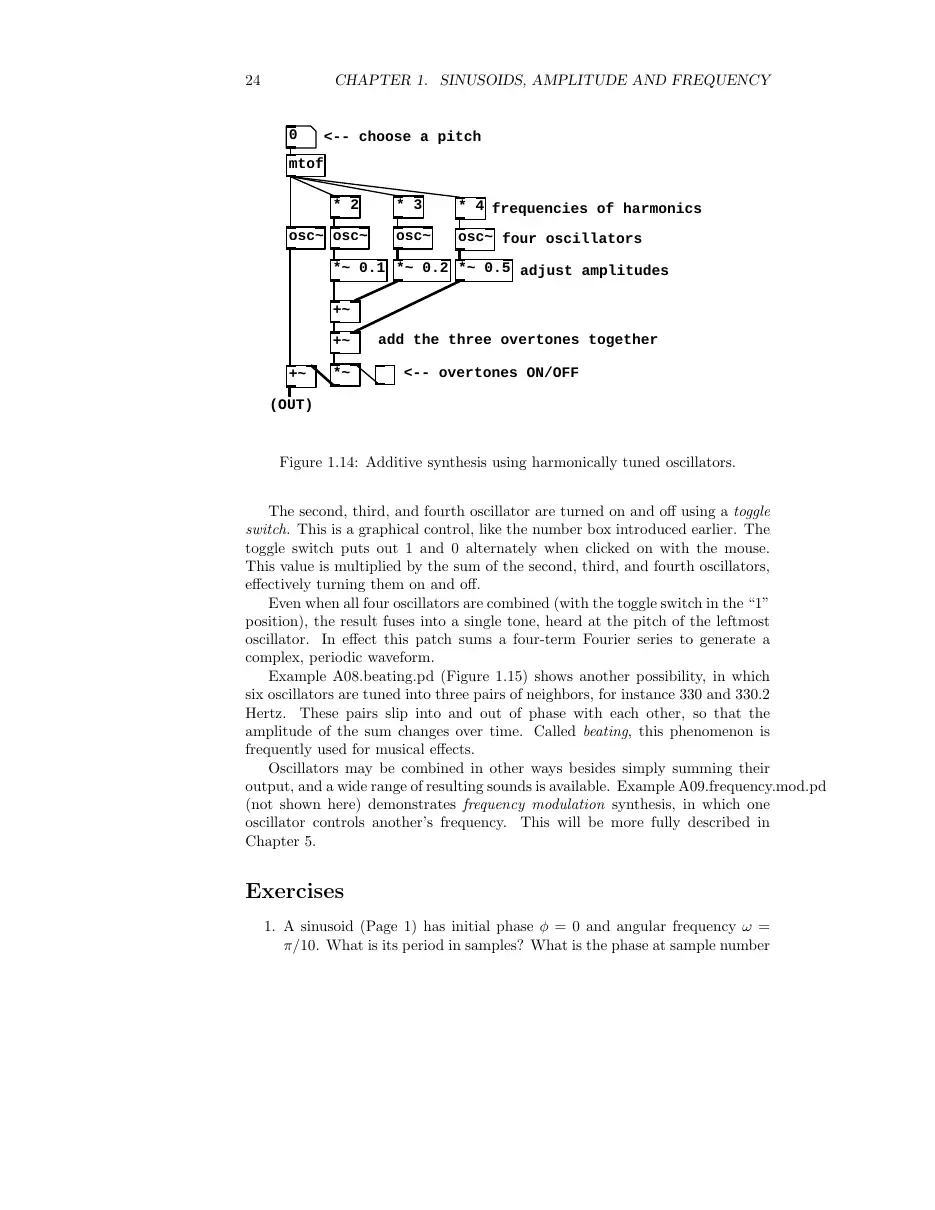 24 CHAPTER 1. SINUSOIDS, AMPLITUDE AND FREQUENCY
0 <-- choose a pitch
mtof
* 2 * 3 * 4 frequencies of harmonics
osc~ osc~ osc~ osc~ four oscillators
*~ 0.1 *~ 0.2 *~ 0.5 adjust amplitudes
+~
+~ add the three overtones together
+~ *~ <-- overtones ON/OFF
(OUT)
Figure 1.14: Additive synthesis using harmonically tuned oscillators.
The second, third, and fourth oscillator are turned on and off using a toggle
switch. This is a graphical control, like the number box introduced earlier. The
toggle switch puts out 1 and 0 alternately when clicked on with the mouse.
This value is multiplied by the sum of the second, third, and fourth oscillators,
effectively turning them on and off.
Even when all four oscillators are combined (with the toggle switch in the “1”
position), the result fuses into a single tone, heard at the pitch of the leftmost
oscillator. In effect this patch sums a four-term Fourier series to generate a
complex, periodic waveform.
Example A08.beating.pd (Figure 1.15) shows another possibility, in which
six oscillators are tuned into three pairs of neighbors, for instance 330 and 330.2
Hertz. These pairs slip into and out of phase with each other, so that the
amplitude of the sum changes over time. Called beating, this phenomenon is
frequently used for musical effects.
Oscillators may be combined in other ways besides simply summing their
output, and a wide range of resulting sounds is available. Example A09.frequency.mod.pd
(not shown here) demonstrates frequency modulation synthesis, in which one
oscillator controls another’s frequency. This will be more fully described in
Chapter 5.
Exercises
1. A sinusoid (Page 1) has initial phase φ = 0 and angular frequency ω =
π/10. What is its period in samples? What is the phase at sample number